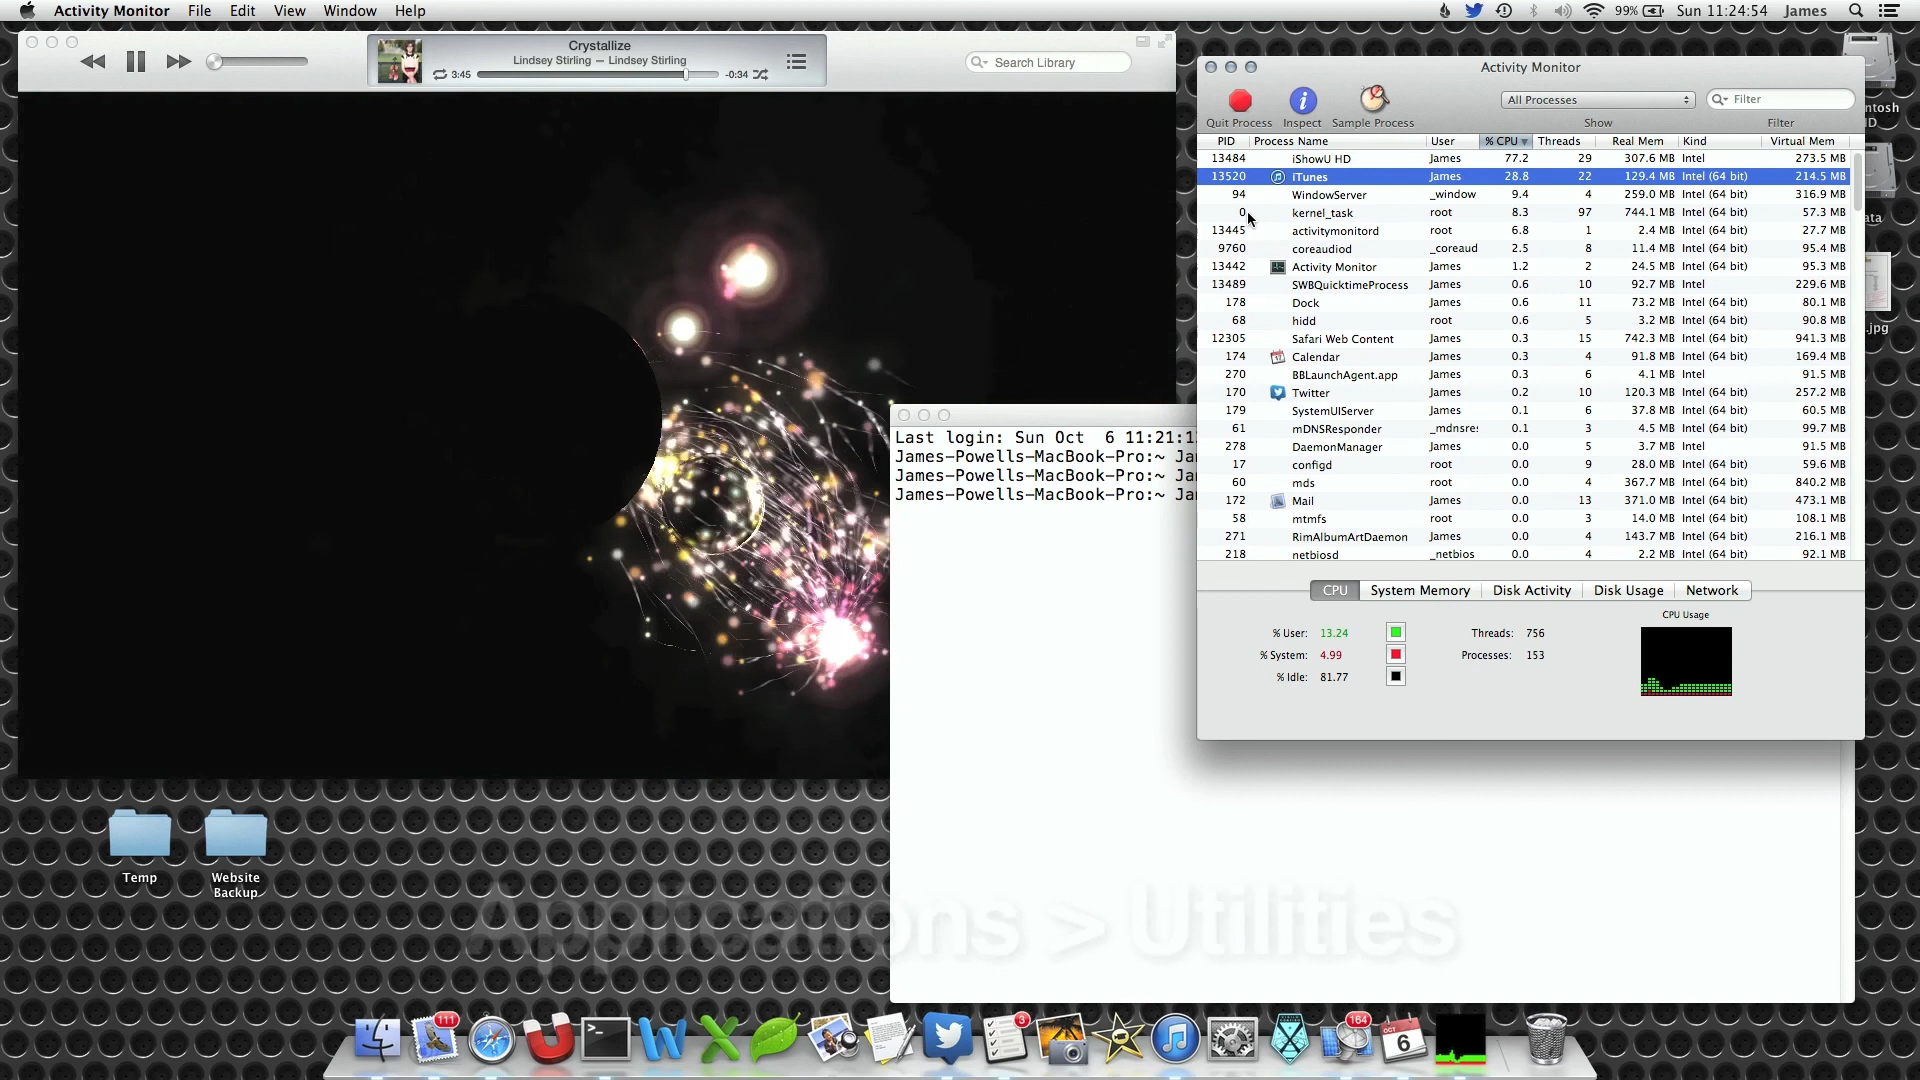 Activity Monitor File Edit View Window Help
99% Sun 11:24:54 James
Crystallize
Lindsey Stirling — Lindsey Stirling
3:45 -0:34
Search Library
Activity Monitor
Quit Process Inspect Sample Process
All Processes
Show
Filter
Filter
PID Process Name User % CPU Threads Real Mem Kind Virtual Mem
13484 iShowU HD James 77.2 29 307.6 MB Intel 273.5 MB
13520 iTunes James 28.8 22 129.4 MB Intel (64 bit) 214.5 MB
94 WindowServer _window 9.4 4 259.0 MB Intel (64 bit) 316.9 MB
0 kernel_task root 8.3 97 744.1 MB Intel (64 bit) 57.3 MB
13445 activitymonitord root 6.8 1 2.4 MB Intel (64 bit) 27.7 MB
9760 coreaudiod _coreaud 2.5 8 11.4 MB Intel (64 bit) 95.4 MB
13442 Activity Monitor James 1.2 2 24.5 MB Intel (64 bit) 95.3 MB
13489 SWBQuicktimeProcess James 0.6 10 92.7 MB Intel 229.6 MB
178 Dock James 0.6 11 73.2 MB Intel (64 bit) 80.1 MB
68 hidd root 0.6 5 3.2 MB Intel (64 bit) 90.8 MB
12305 Safari Web Content James 0.3 15 742.3 MB Intel (64 bit) 941.3 MB
174 Calendar James 0.3 4 91.8 MB Intel (64 bit) 169.4 MB
270 BBLaunchAgent.app James 0.3 6 4.1 MB Intel 91.5 MB
170 Twitter James 0.2 10 120.3 MB Intel (64 bit) 257.2 MB
179 SystemUIServer James 0.1 6 37.8 MB Intel (64 bit) 60.5 MB
61 mDNSResponder _mdnsre: 0.1 3 4.5 MB Intel (64 bit) 99.7 MB
278 DaemonManager James 0.0 5 3.7 MB Intel 91.5 MB
17 configd root 0.0 9 28.0 MB Intel (64 bit) 59.6 MB
60 mds root 0.0 4 367.7 MB Intel (64 bit) 840.2 MB
172 Mail James 0.0 13 371.0 MB Intel (64 bit) 473.1 MB
58 mtmfs root 0.0 3 14.0 MB Intel (64 bit) 108.1 MB
271 RimAlbumArtDaemon James 0.0 4 143.7 MB Intel (64 bit) 216.1 MB
218 netbiosd _netbios 0.0 4 2.2 MB Intel (64 bit) 92.1 MB
CPU System Memory Disk Activity Disk Usage Network
CPU Usage
% User: 13.24 Threads: 756
% System: 4.99 Processes: 153
% Idle: 81.77
Last login: Sun Oct 6 11:21:1
James-Powells-MacBook-Pro:~ Ja
James-Powells-MacBook-Pro:~ Ja
James-Powells-MacBook-Pro:~ Ja
ntosh
ID
ata
.jpg
Temp
Website
Backup
Applications > Utilities
111
3
164
OCT
6